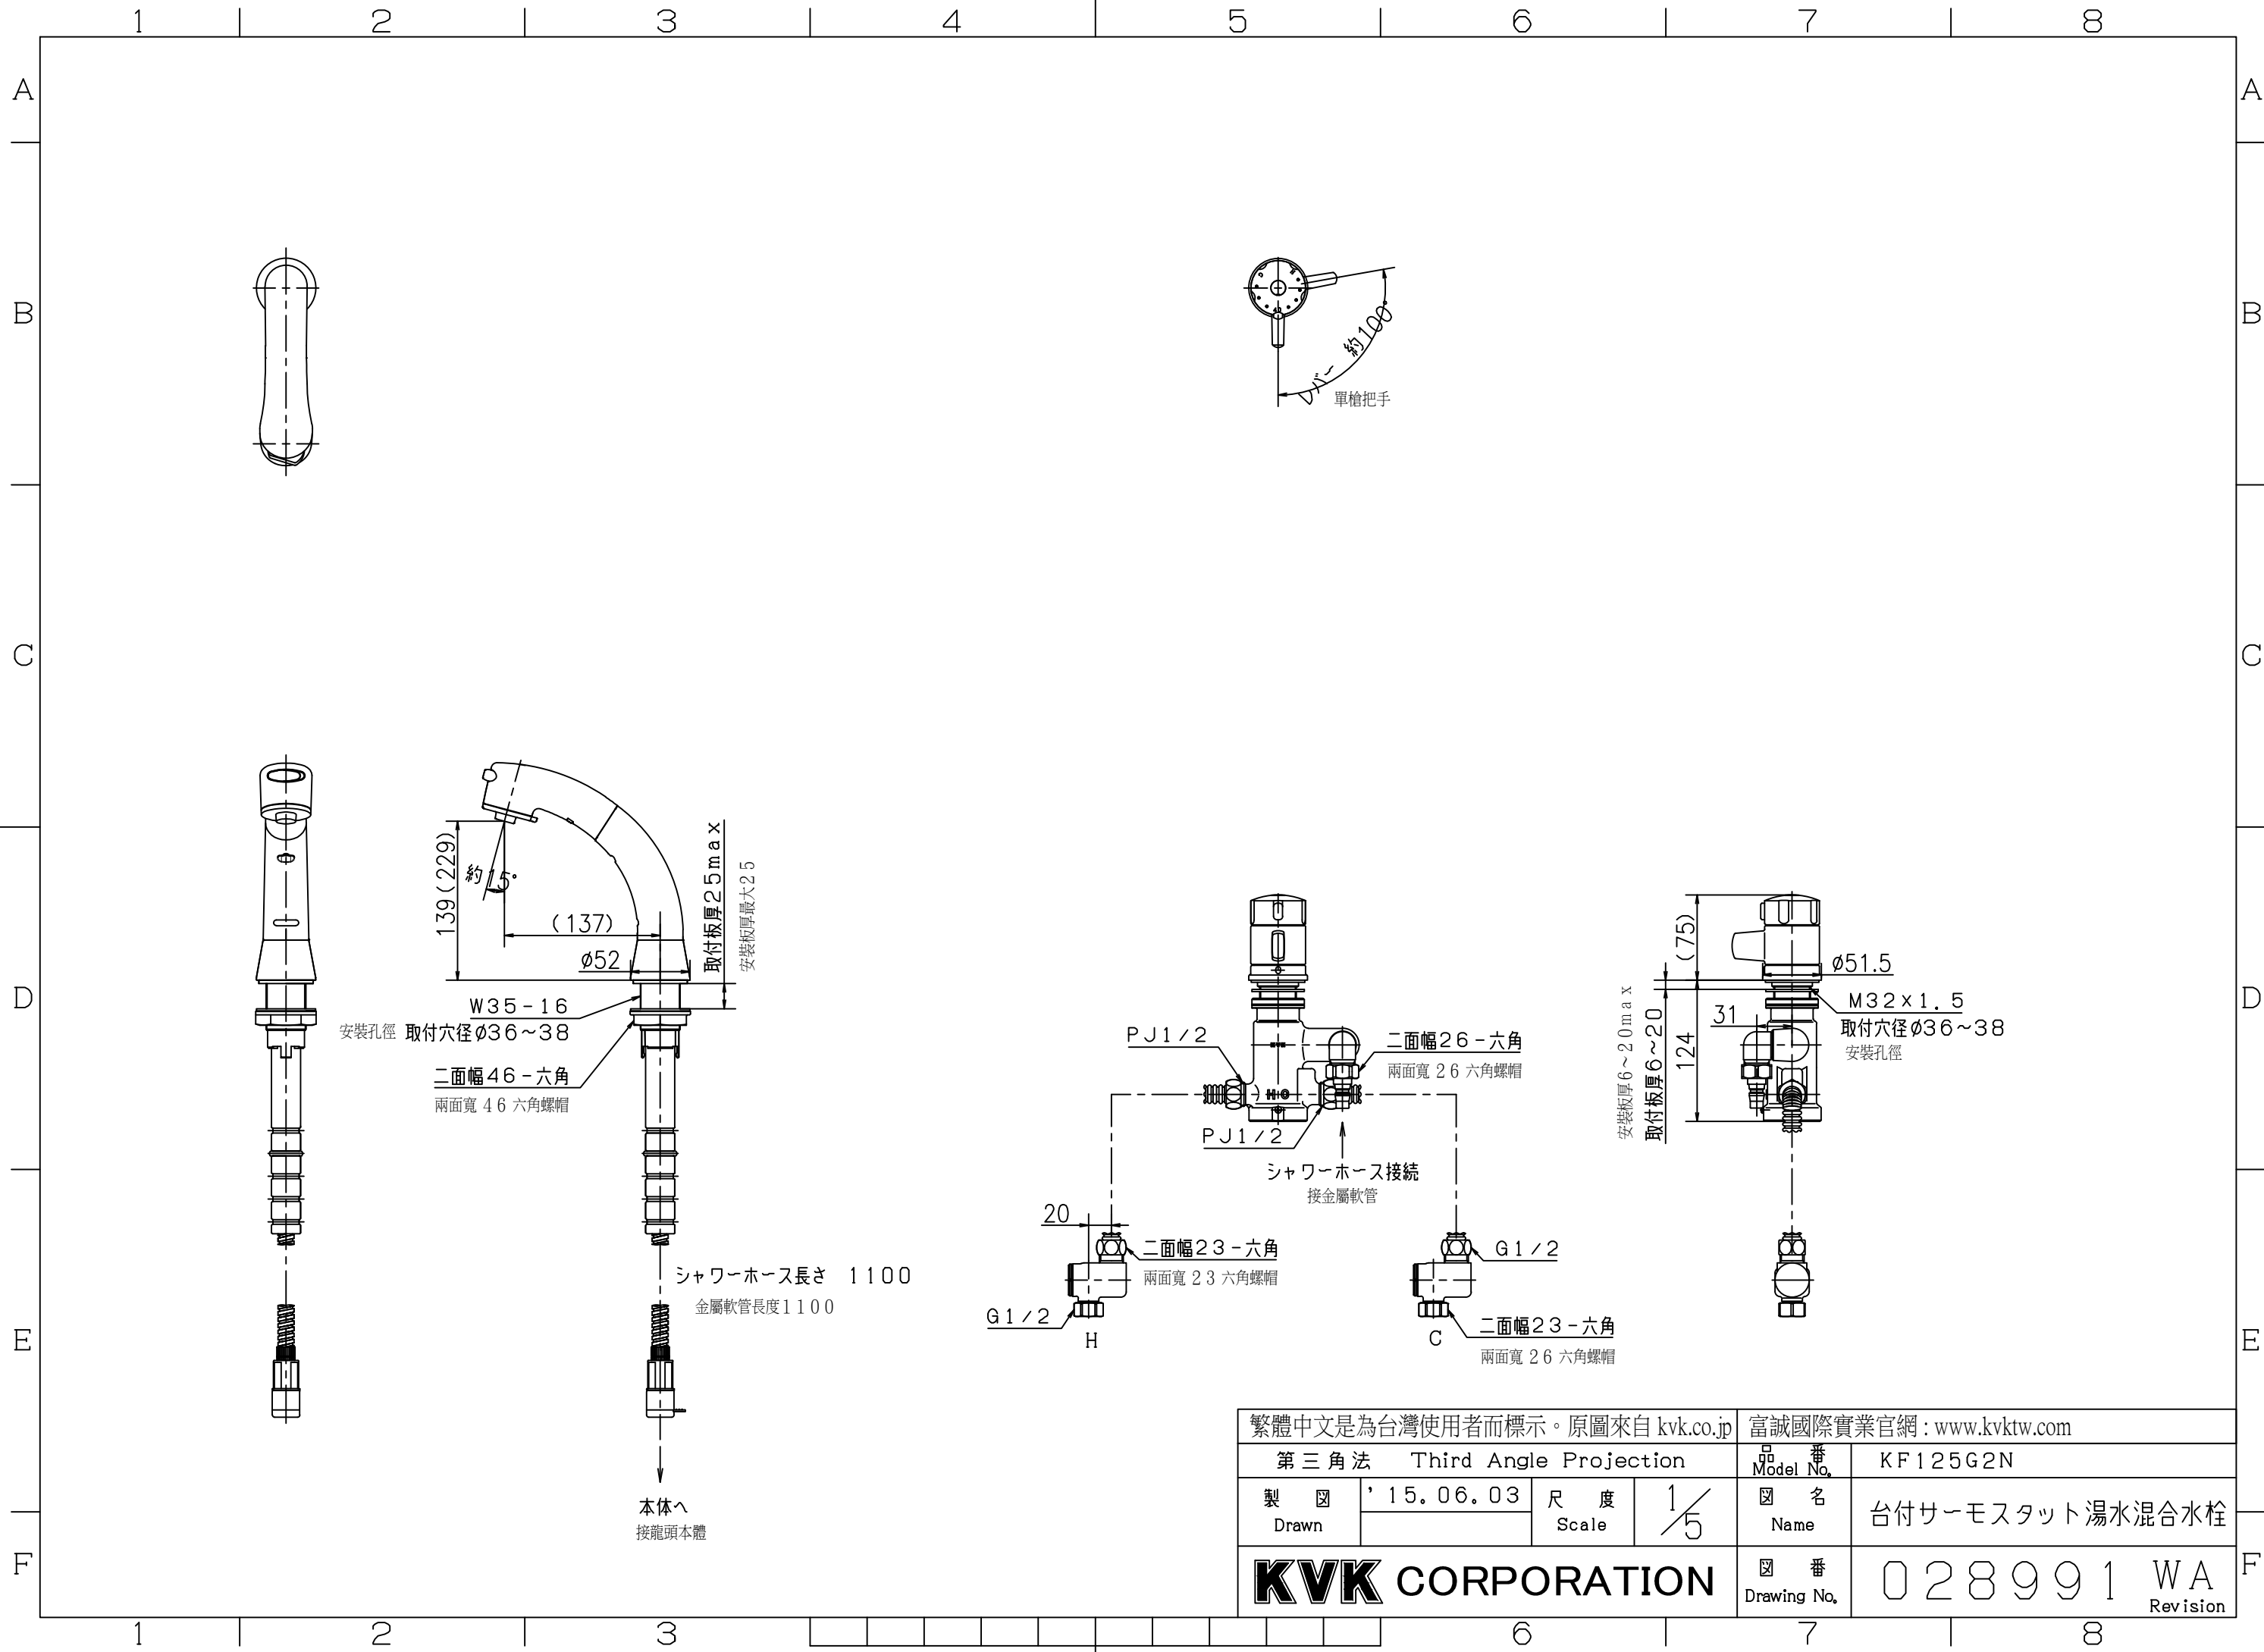 1 2 3 4 5 6 7 8
A A
B B
C C
D D
E E
F F
レバー 約100°
單槍把手
40
139(229)
約15°
(137)
ø52
取付板厚25max
安裝板厚最大25
W35-16
安裝孔徑 取付穴径ø36~38
二面幅46-六角
兩面寬 46 六角螺帽
シャワーホース長さ 1100
金屬軟管長度1100
本体へ
接龍頭本體
PJ1/2
二面幅26-六角
兩面寬 26 六角螺帽
KVK
H
PJ1/2
シャワーホース接続
接金屬軟管
20
二面幅23-六角
兩面寬 23 六角螺帽
G1/2
H
G1/2
二面幅23-六角
兩面寬 26 六角螺帽
C
(75)
ø51.5
M32×1.5
取付穴径ø36~38
安裝孔徑
31
124
取付板厚6~20
安裝板厚6~20max
繁體中文是為台灣使用者而標示。原圖來自 kvk.co.jp
富誠國際實業官網 : www.kvktw.com
第三角法 Third Angle Projection
品番 Model No.
KF125G2N
製図 Drawn
'15.06.03
尺度 Scale
1/5
図名 Name
台付サーモスタット湯水混合水栓
KVK CORPORATION
図番 Drawing No.
028991 WA
Revision
1 2 3 6 7 8